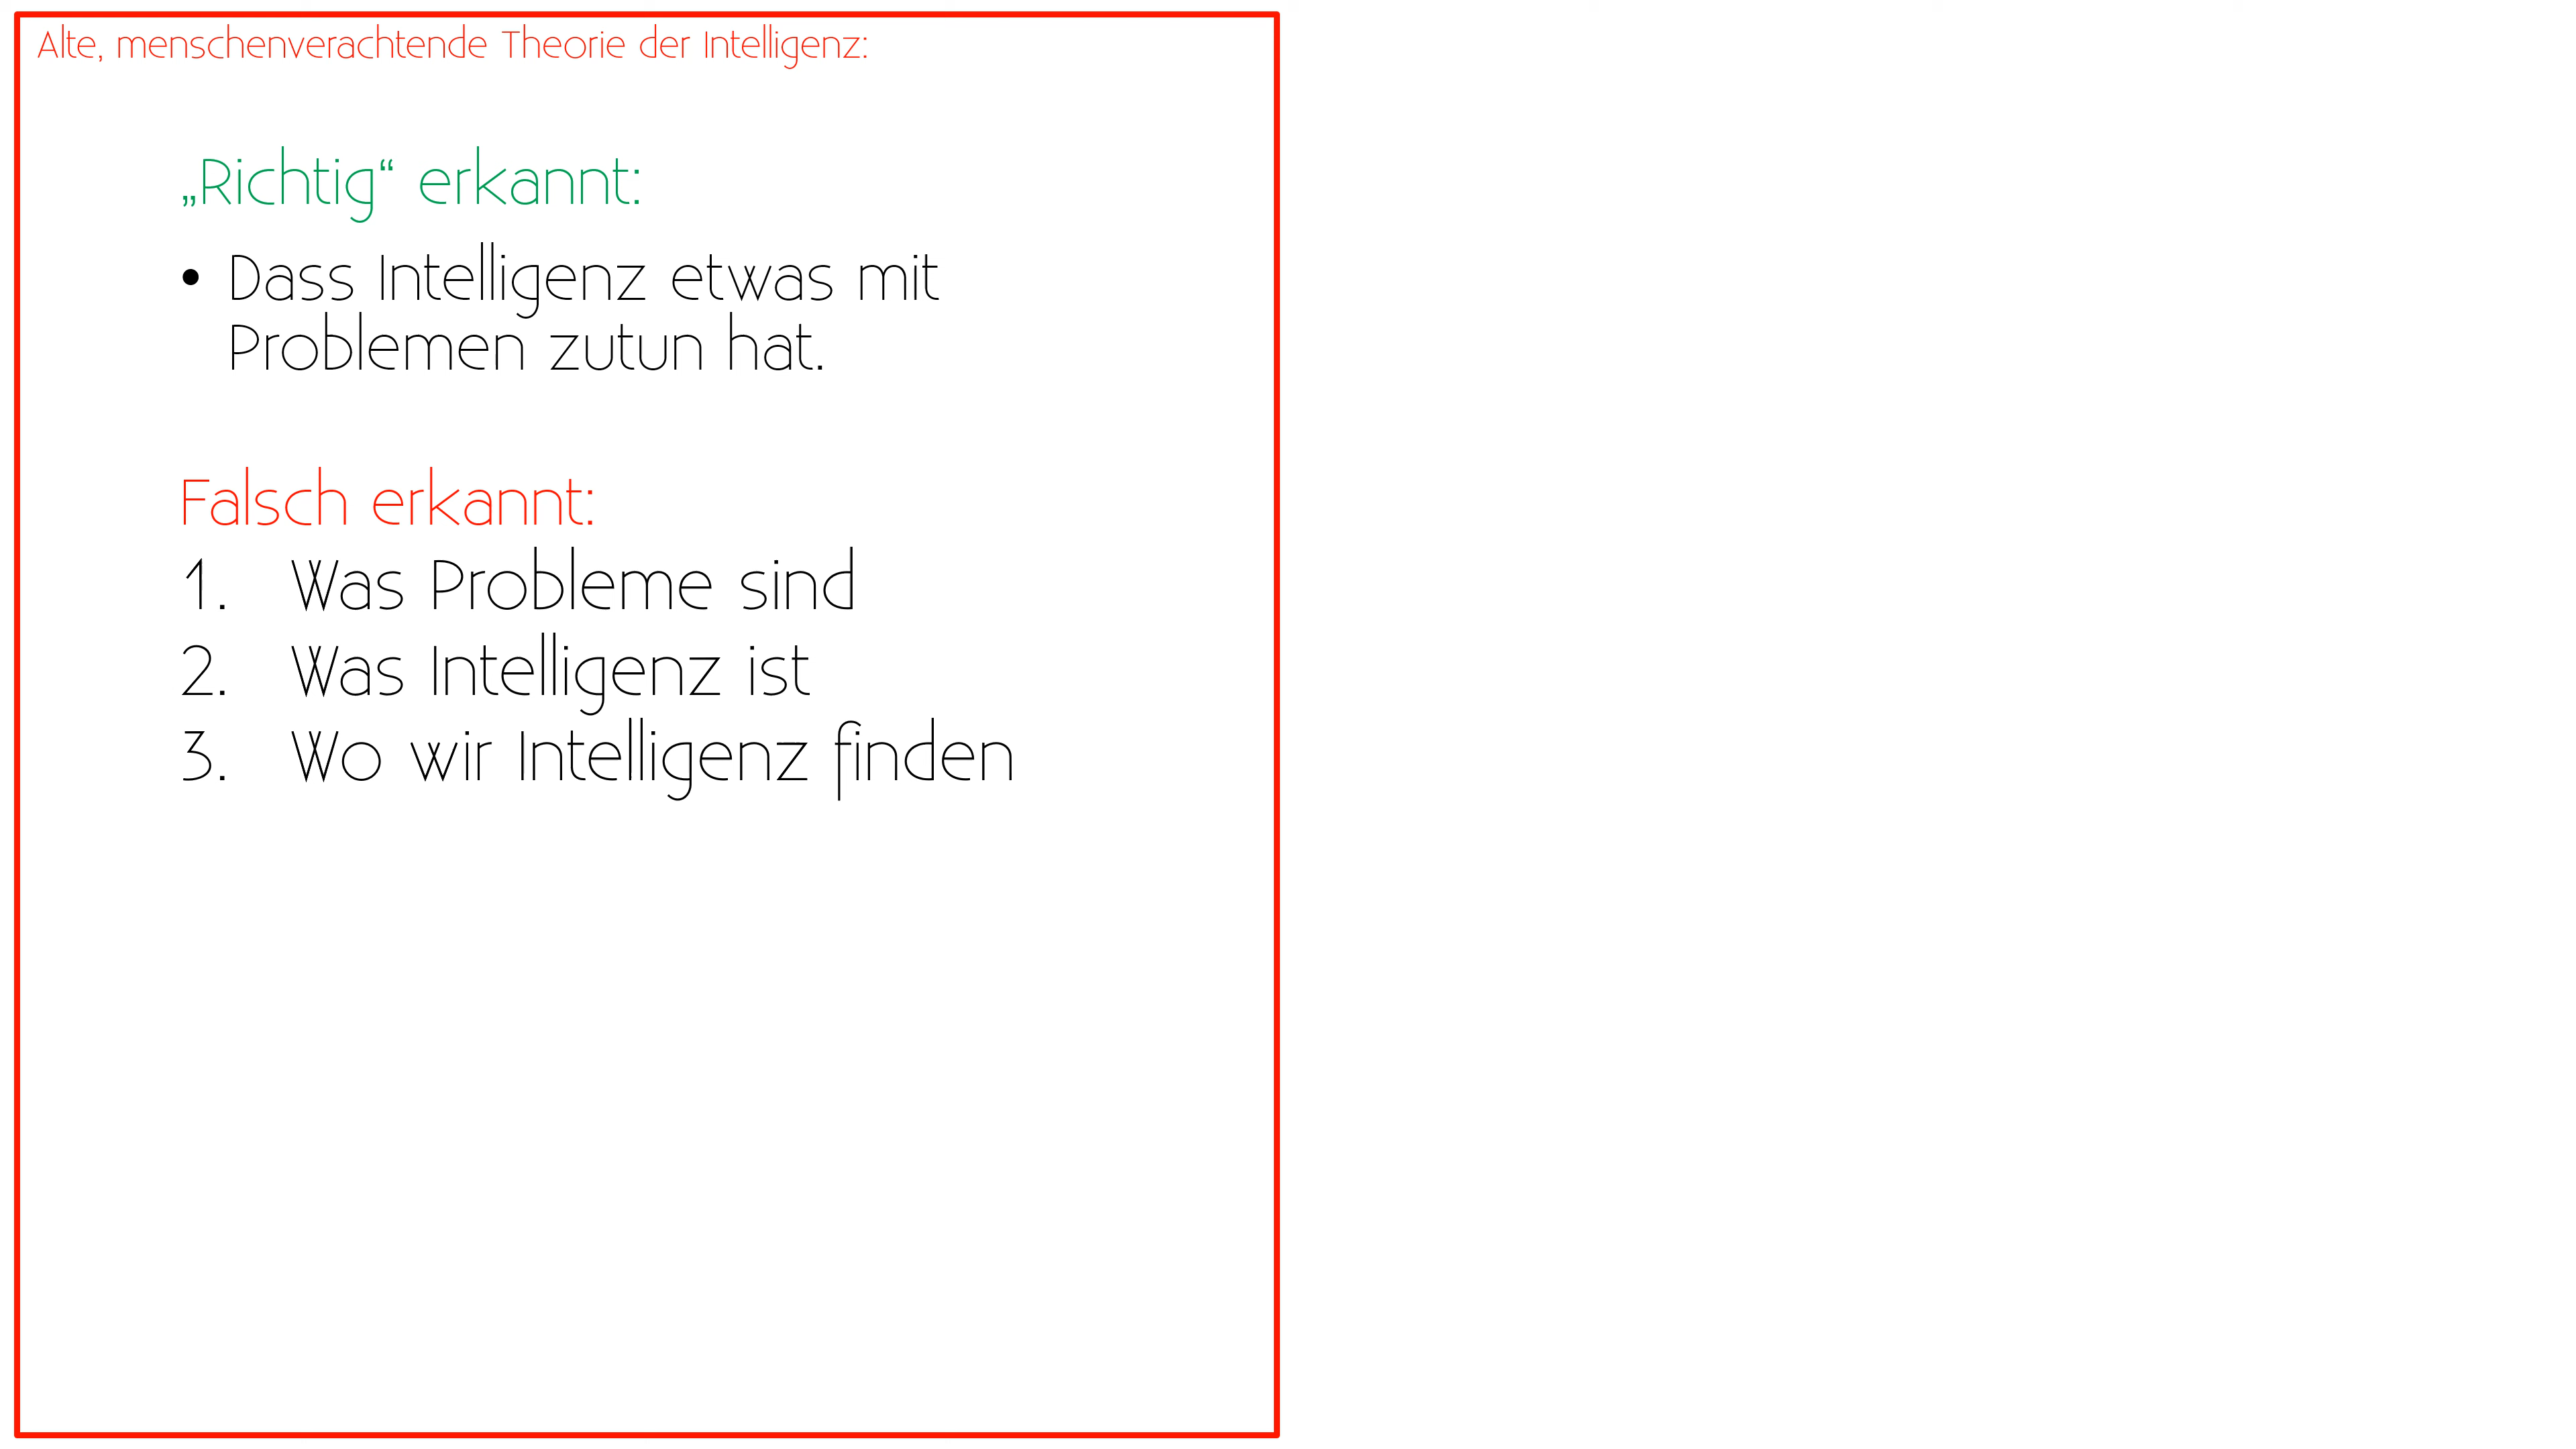 Alte, menschenverachtende Theorie der Intelligenz:
„Richtig“ erkannt:
• Dass Intelligenz etwas mit
Problemen zutun hat.
Falsch erkannt:
1. Was Probleme sind
2. Was Intelligenz ist
3. Wo wir Intelligenz finden